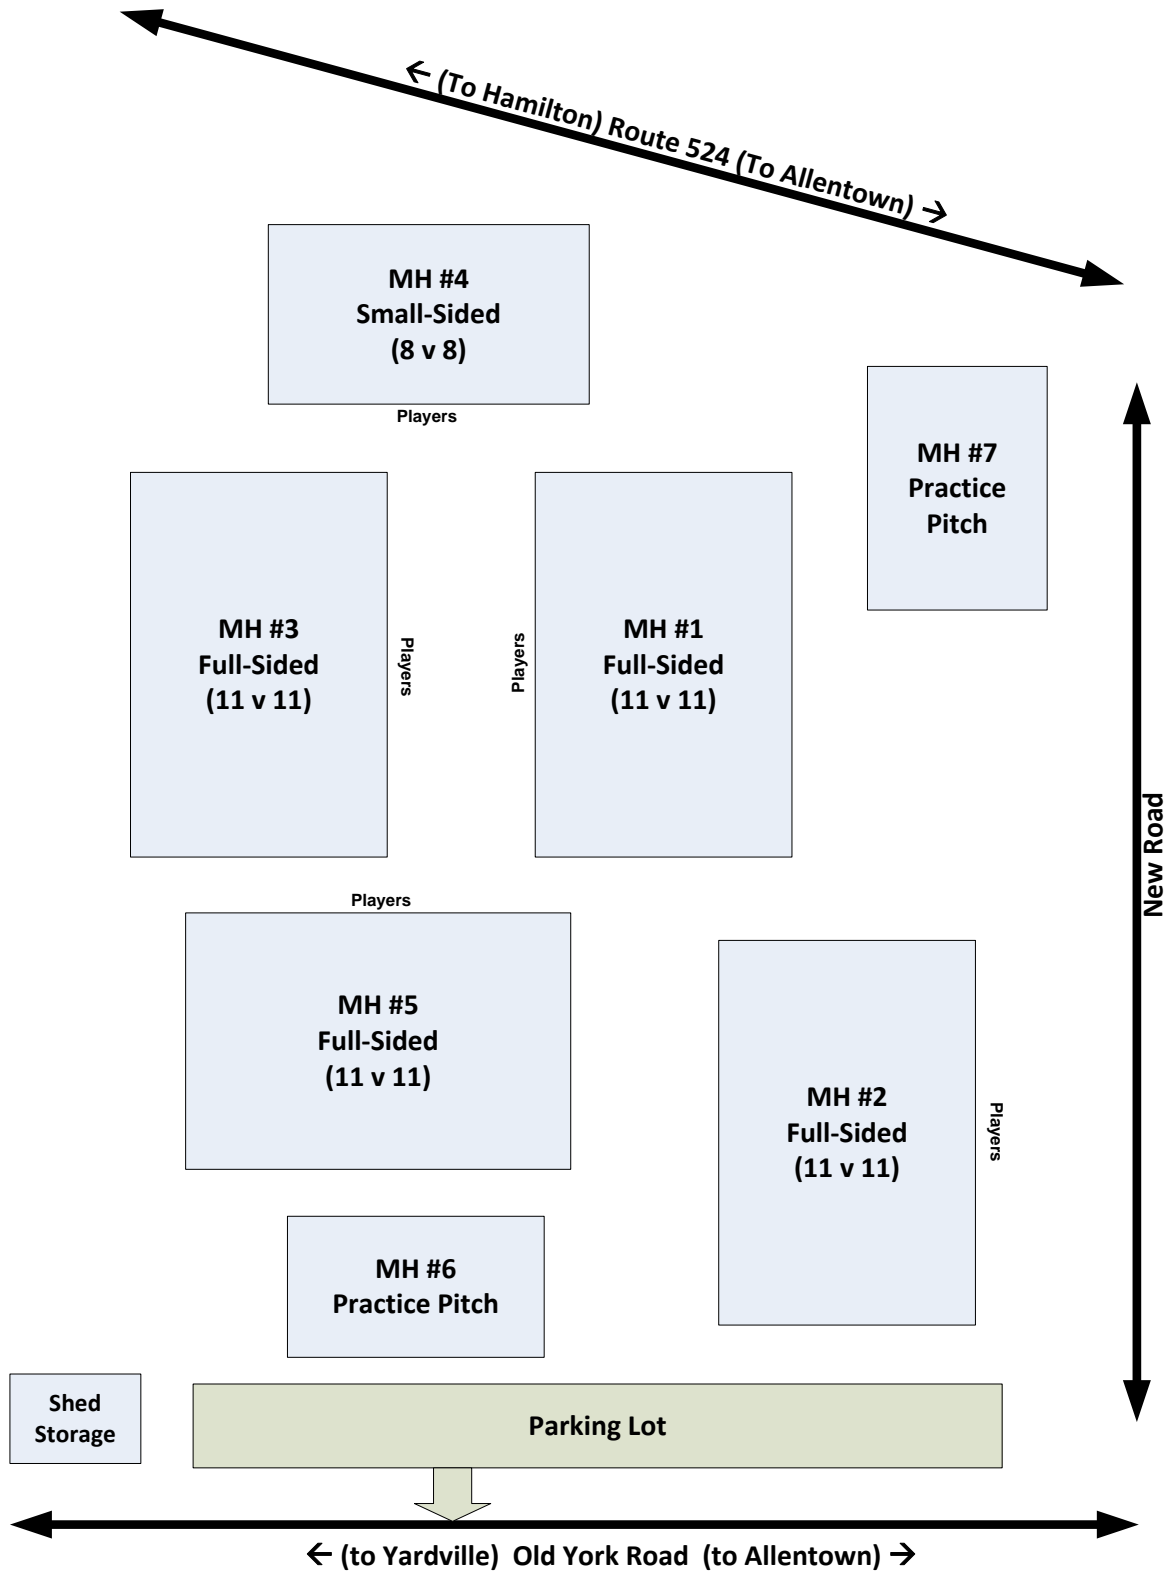 ← (To Hamilton) Route 524 (To Allentown) →
MH #4
Small-Sided
(8 v 8)
Players
MH #7
Practice
Pitch
MH #3
Full-Sided
(11 v 11)
Players
Players
MH #1
Full-Sided
(11 v 11)
New Road
Players
MH #5
Full-Sided
(11 v 11)
MH #2
Full-Sided
(11 v 11)
Players
MH #6
Practice Pitch
Shed
Storage
Parking Lot
← (to Yardville) Old York Road (to Allentown) →